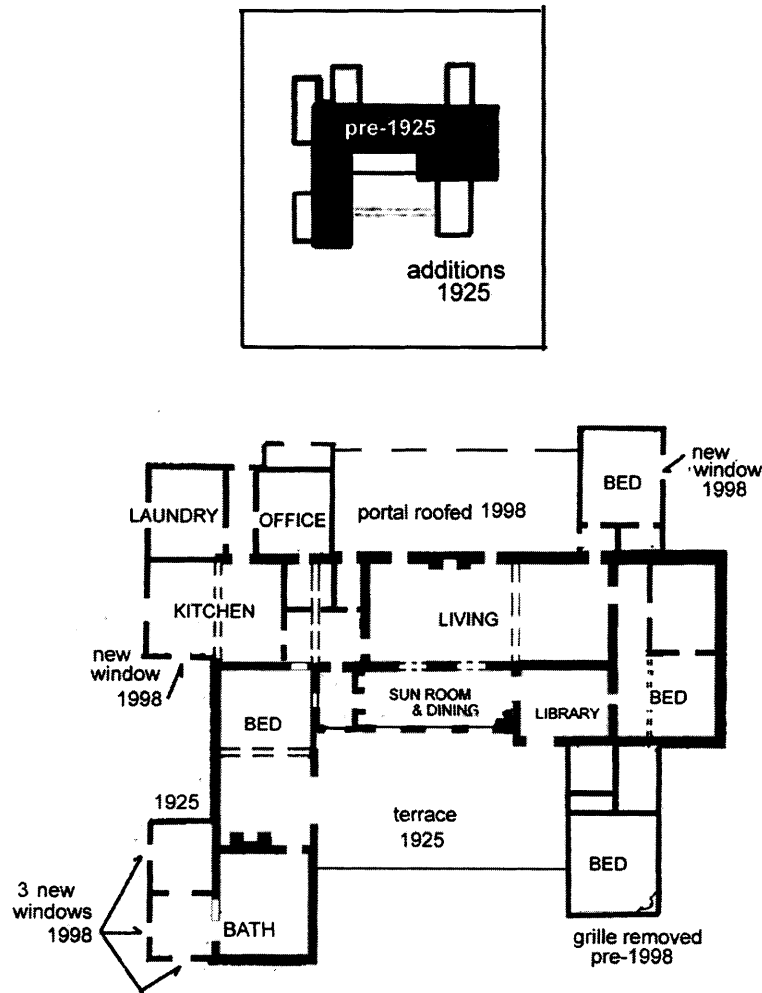 pre-1925
additions
1925
new
window
1998
BED
LAUNDRY
OFFICE
portal roofed 1998
KITCHEN
LIVING
new
window
1998
SUN ROOM
& DINING
BED
LIBRARY
BED
1925
terrace
1925
BED
3 new
windows
1998
BATH
grille removed
pre-1998